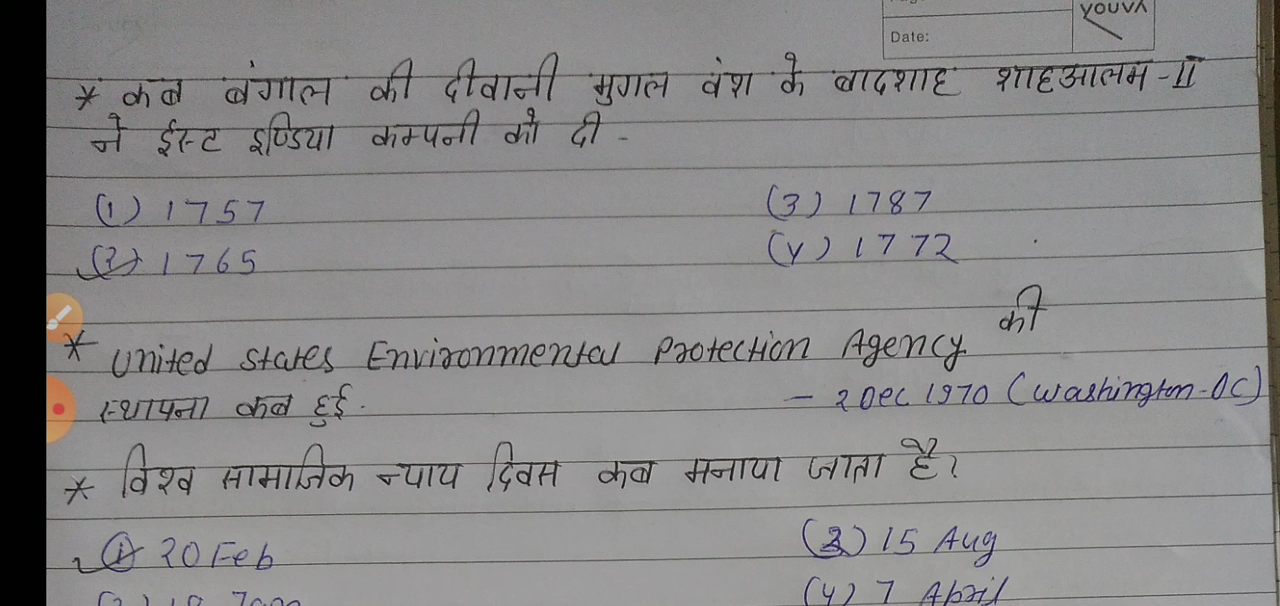 YOUVA
Date:
* कब बंगाल की दीवानी मुगल वंश के बादशाह शाहआलम-II
ने ईस्ट इण्डिया कम्पनी को दी -
(1) 1757 (3) 1787
(2) 1765 (4) 1772
* United States Environmental Protection Agency की
स्थापना कब हुई. - 2 Dec 1970 (Washington-DC)
* विश्व सामाजिक न्याय दिवस कब मनाया जाता है?
(1) 20 Feb (3) 15 Aug
(4) 7 April